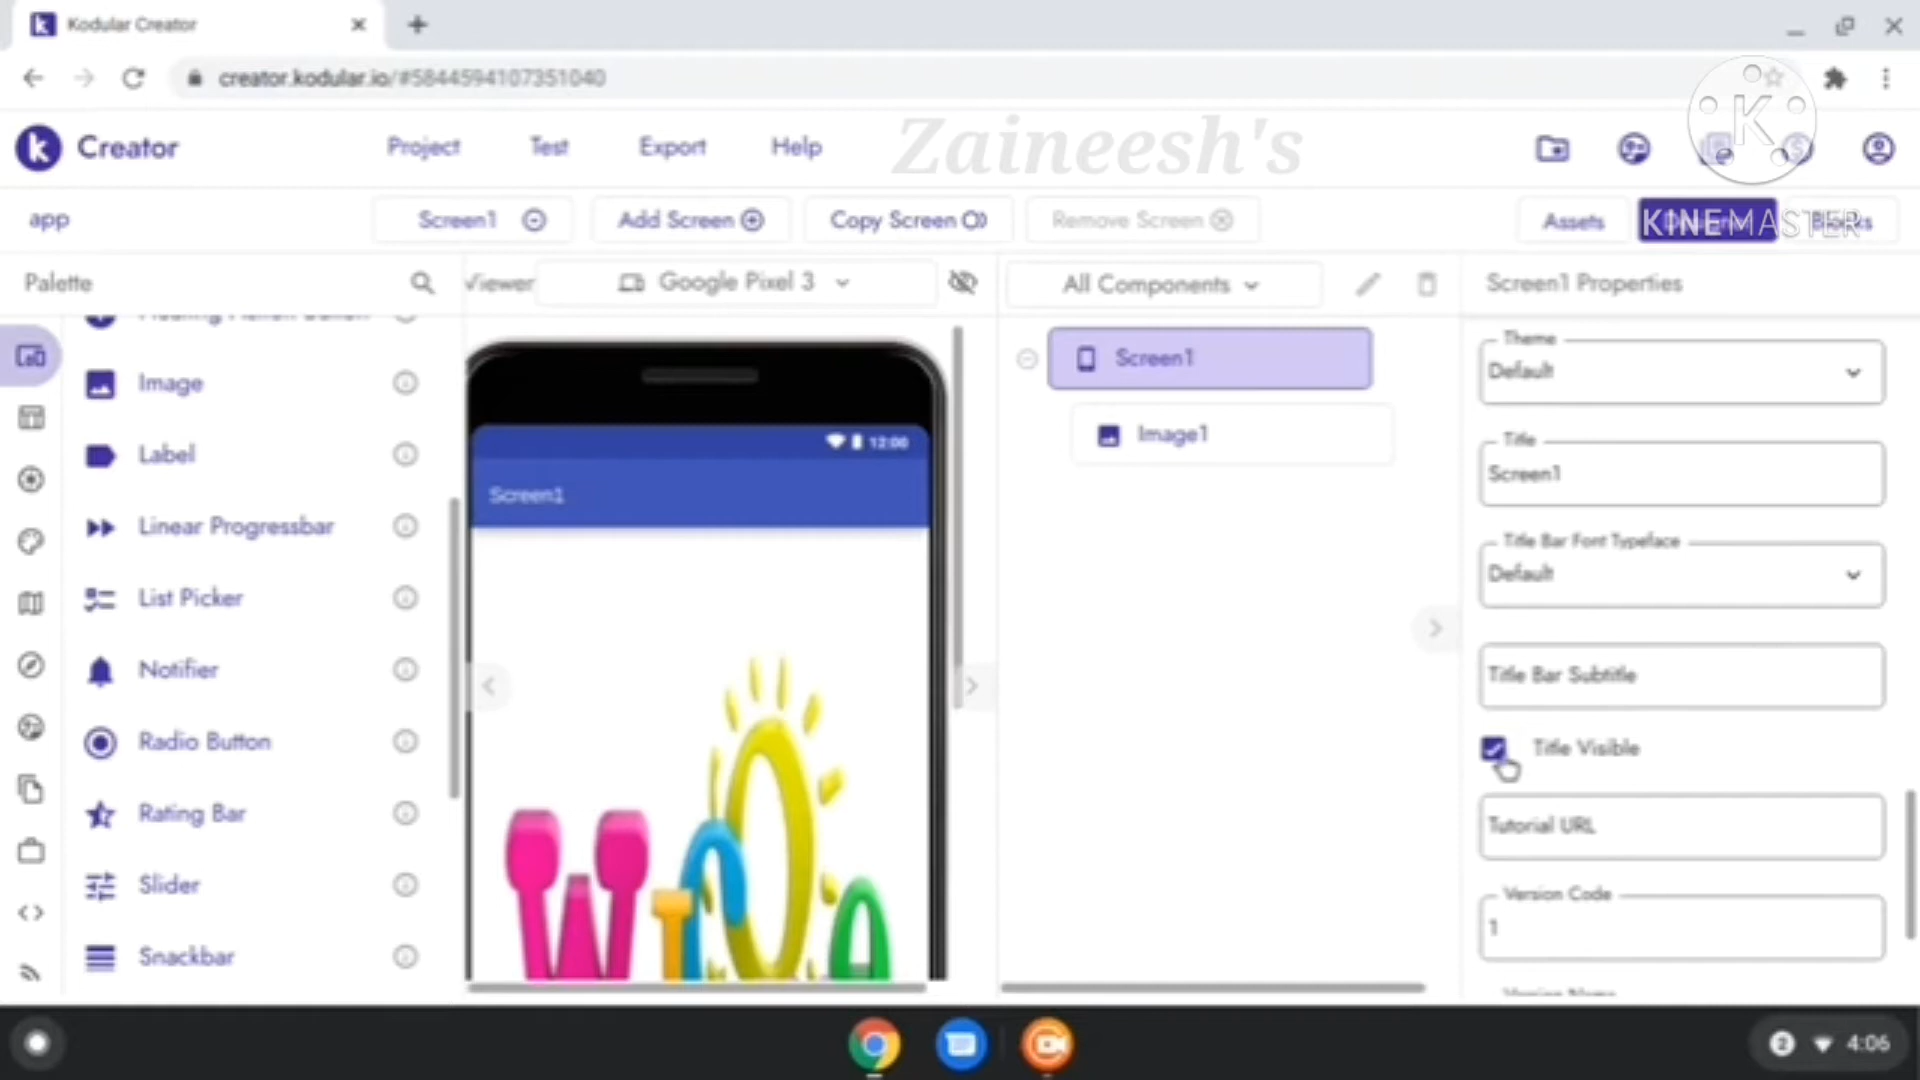 Kodular Creator
creator.kodular.io/#5844594107351040
Creator
Project
Test
Export
Help
Zaineesh's
app
Screen1
Add Screen
Copy Screen
Remove Screen
Assets
KINEMASTER
Palette
Viewer
Google Pixel 3
All Components
Screen1 Properties
Image
Label
Linear Progressbar
List Picker
Notifier
Radio Button
Rating Bar
Slider
Snackbar
12:00
Screen1
Screen1
Image1
Theme
Default
Title
Screen1
Title Bar Font Typeface
Default
Title Bar Subtitle
Title Visible
Tutorial URL
Version Code
1
2
4:06